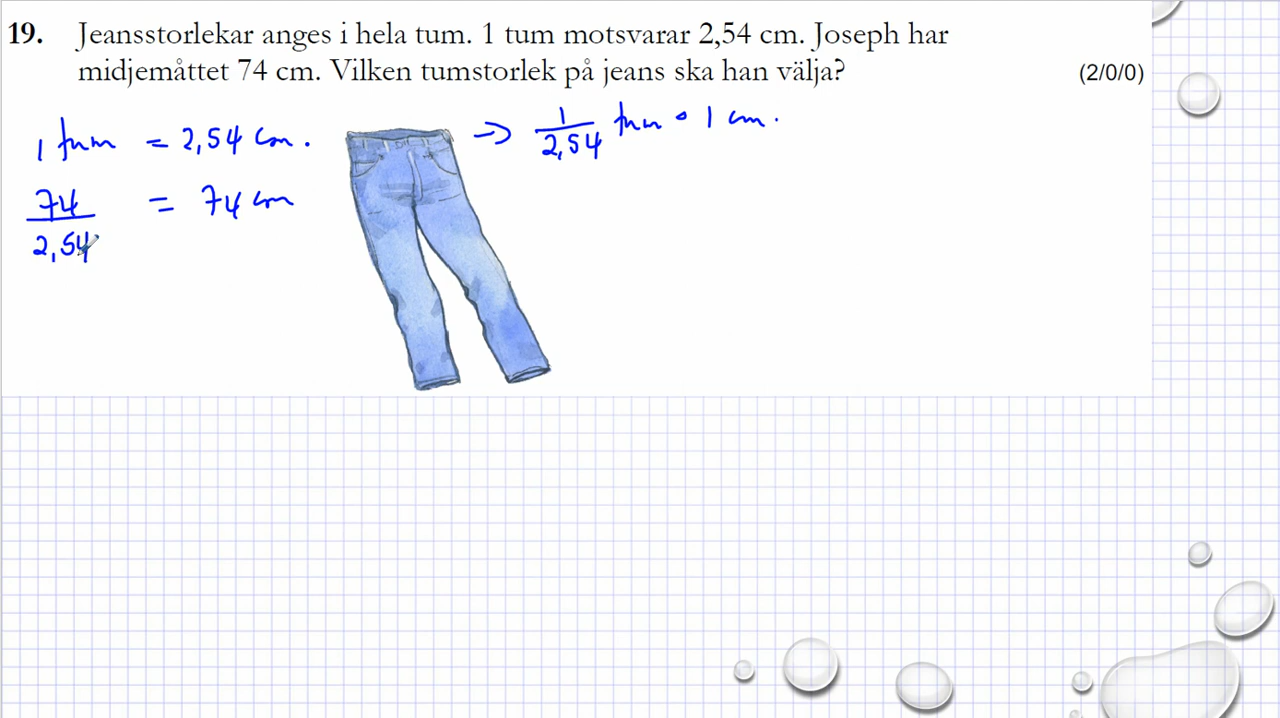 19. Jeansstorlekar anges i hela tum. 1 tum motsvarar 2,54 cm. Joseph har
midjemåttet 74 cm. Vilken tumstorlek på jeans ska han välja? (2/0/0)
1 tum = 2,54 cm. → 1/2,54 tum = 1 cm.
74/2,54 = 74 cm